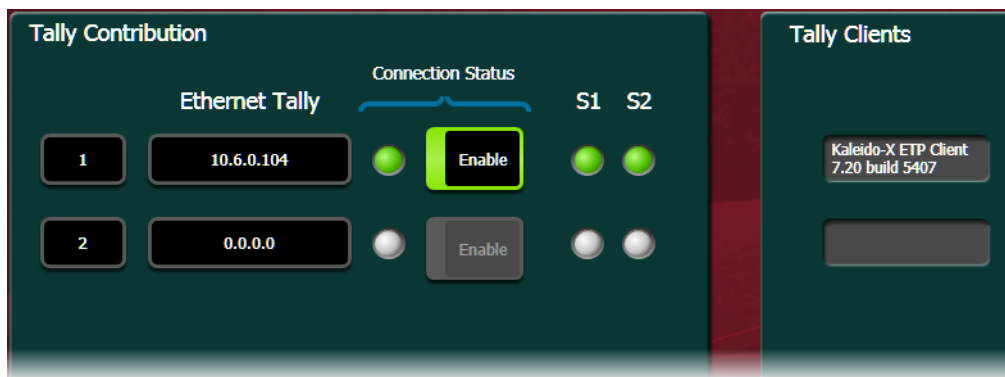 Tally Contribution
Connection Status
Ethernet Tally
S1 S2
1
10.6.0.104
Enable
2
0.0.0.0
Enable
Tally Clients
Kaleido-X ETP Client
7.20 build 5407